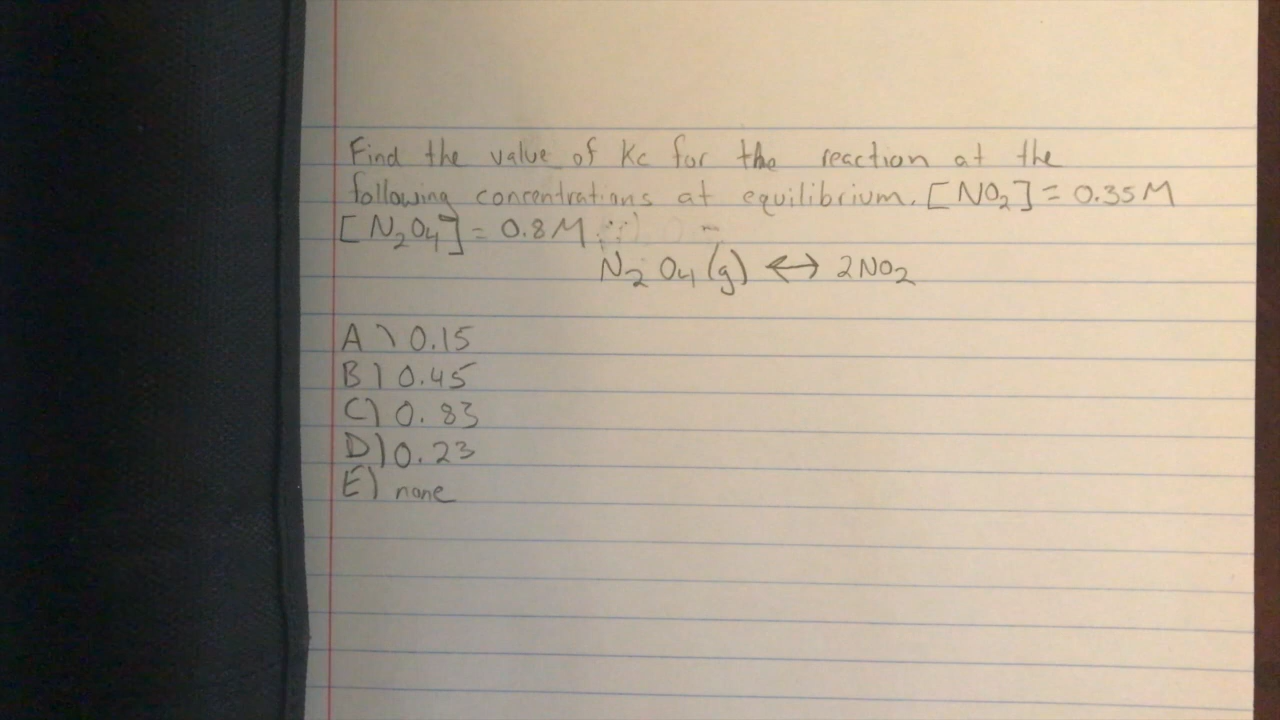 Find the value of Kc for the reaction at the
following concentrations at equilibrium. [NO₂] = 0.35M
[N₂O₄] = 0.8M
N₂O₄(g) ↔ 2NO₂
A) 0.15
B) 0.45
C) 0.83
D) 0.23
E) none